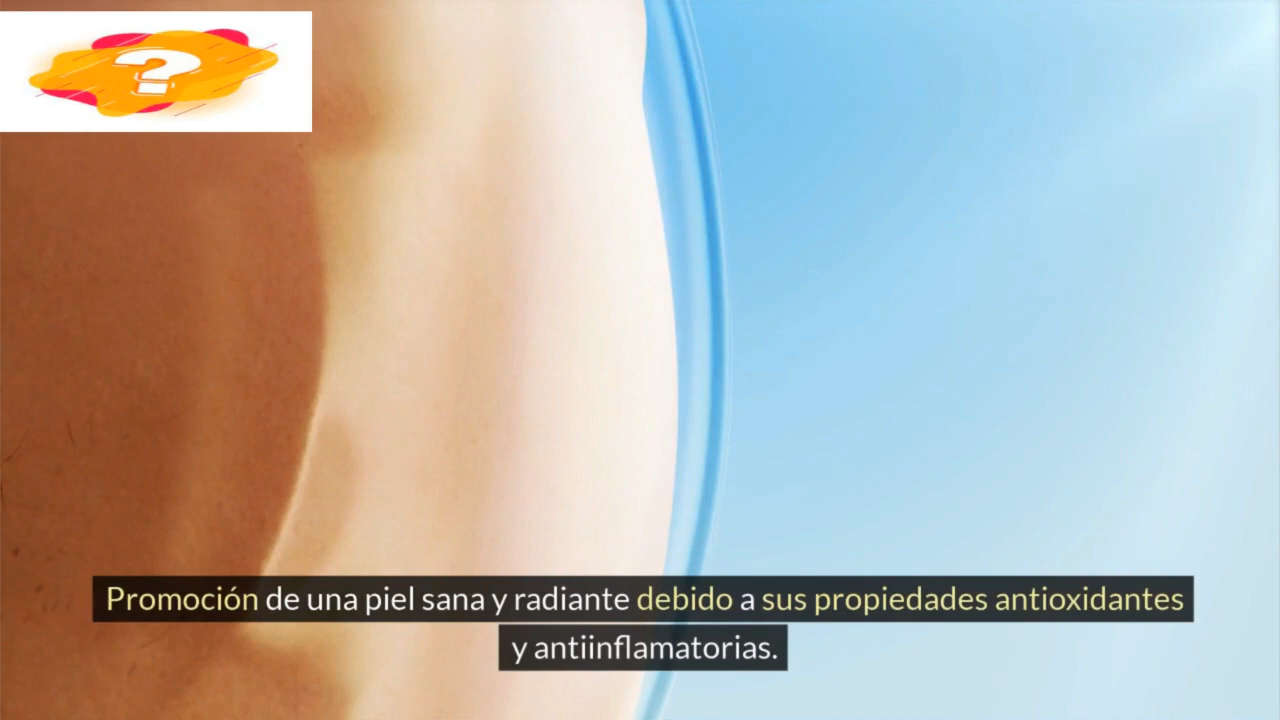 ?
Promoción de una piel sana y radiante debido a sus propiedades antioxidantes
y antiinflamatorias.